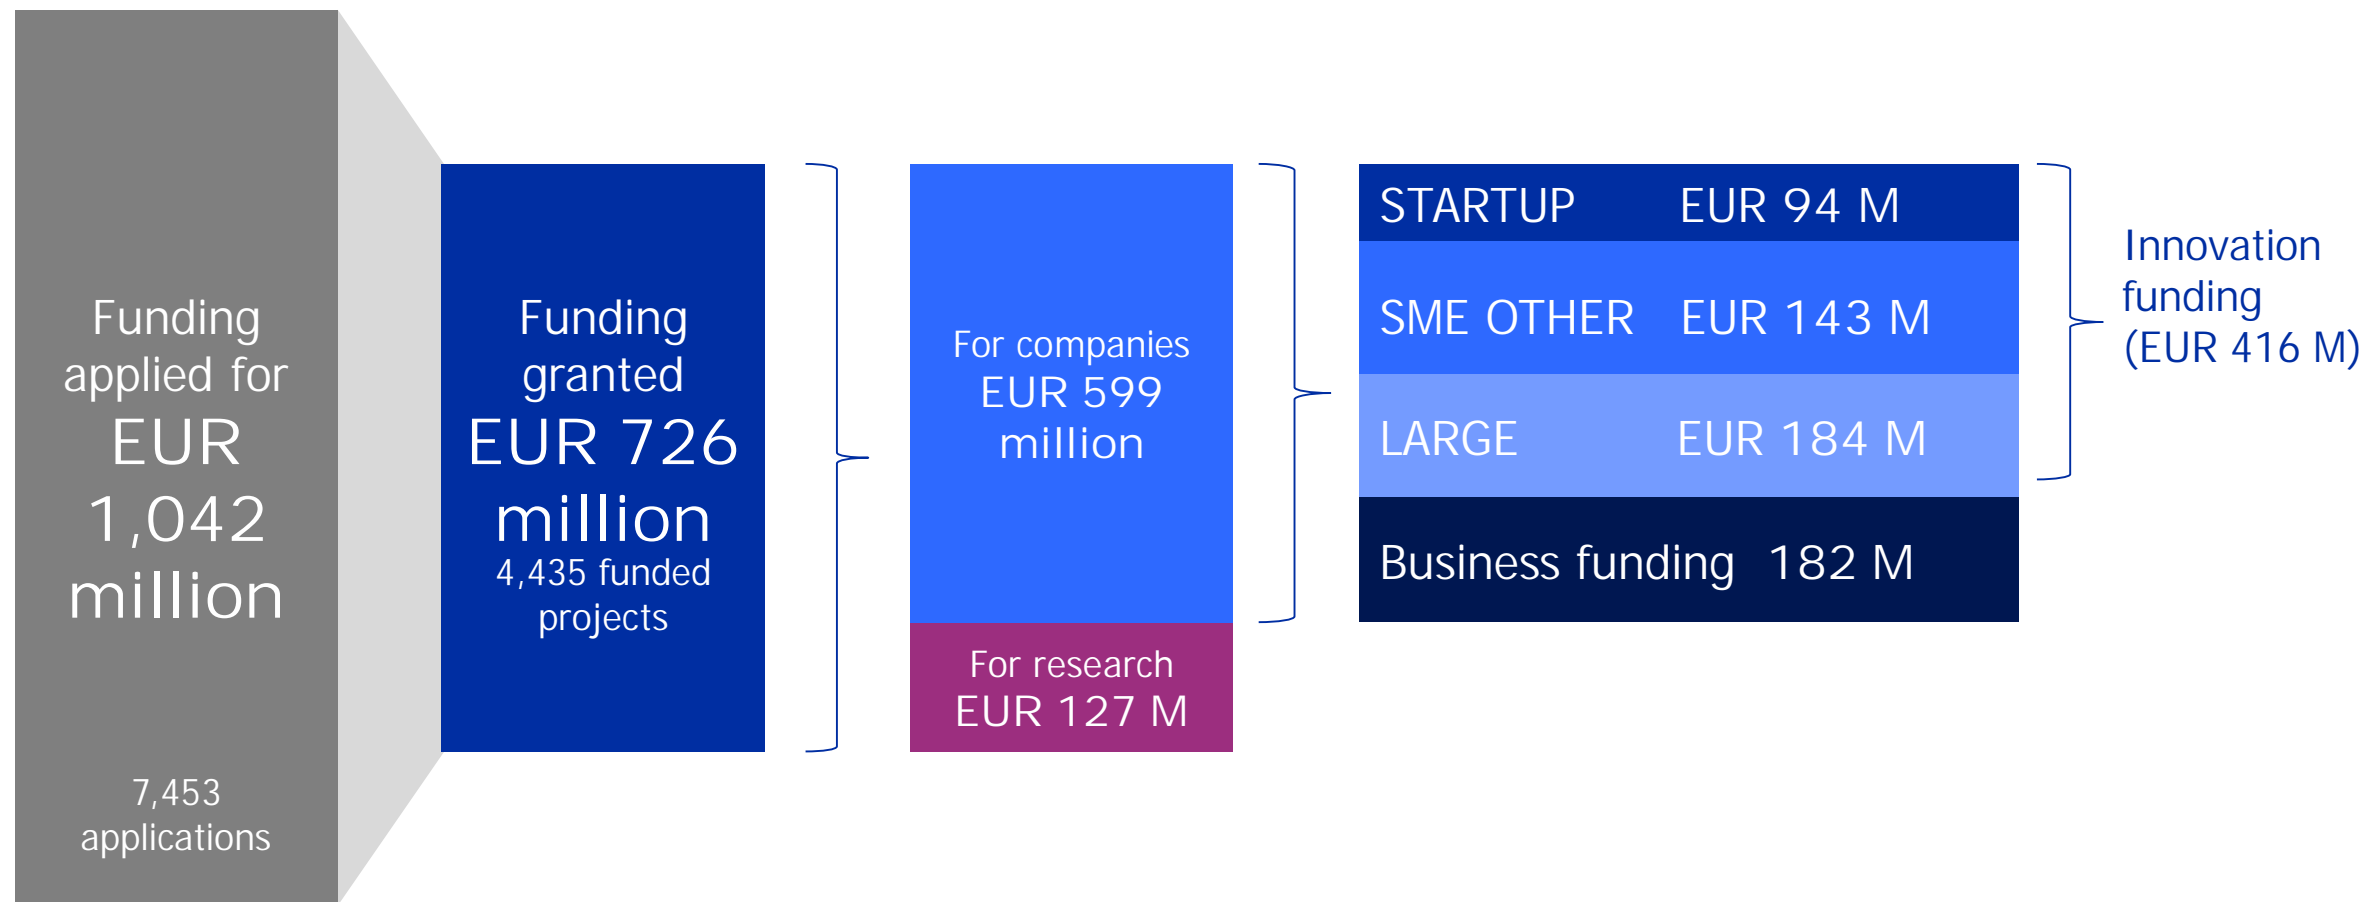 Funding
applied for
EUR
1,042
million
7,453
applications
Funding
granted
EUR 726
million
4,435 funded
projects
For companies
EUR 599
million
For research
EUR 127 M
STARTUP EUR 94 M
SME OTHER EUR 143 M
LARGE EUR 184 M
Business funding 182 M
Innovation
funding
(EUR 416 M)